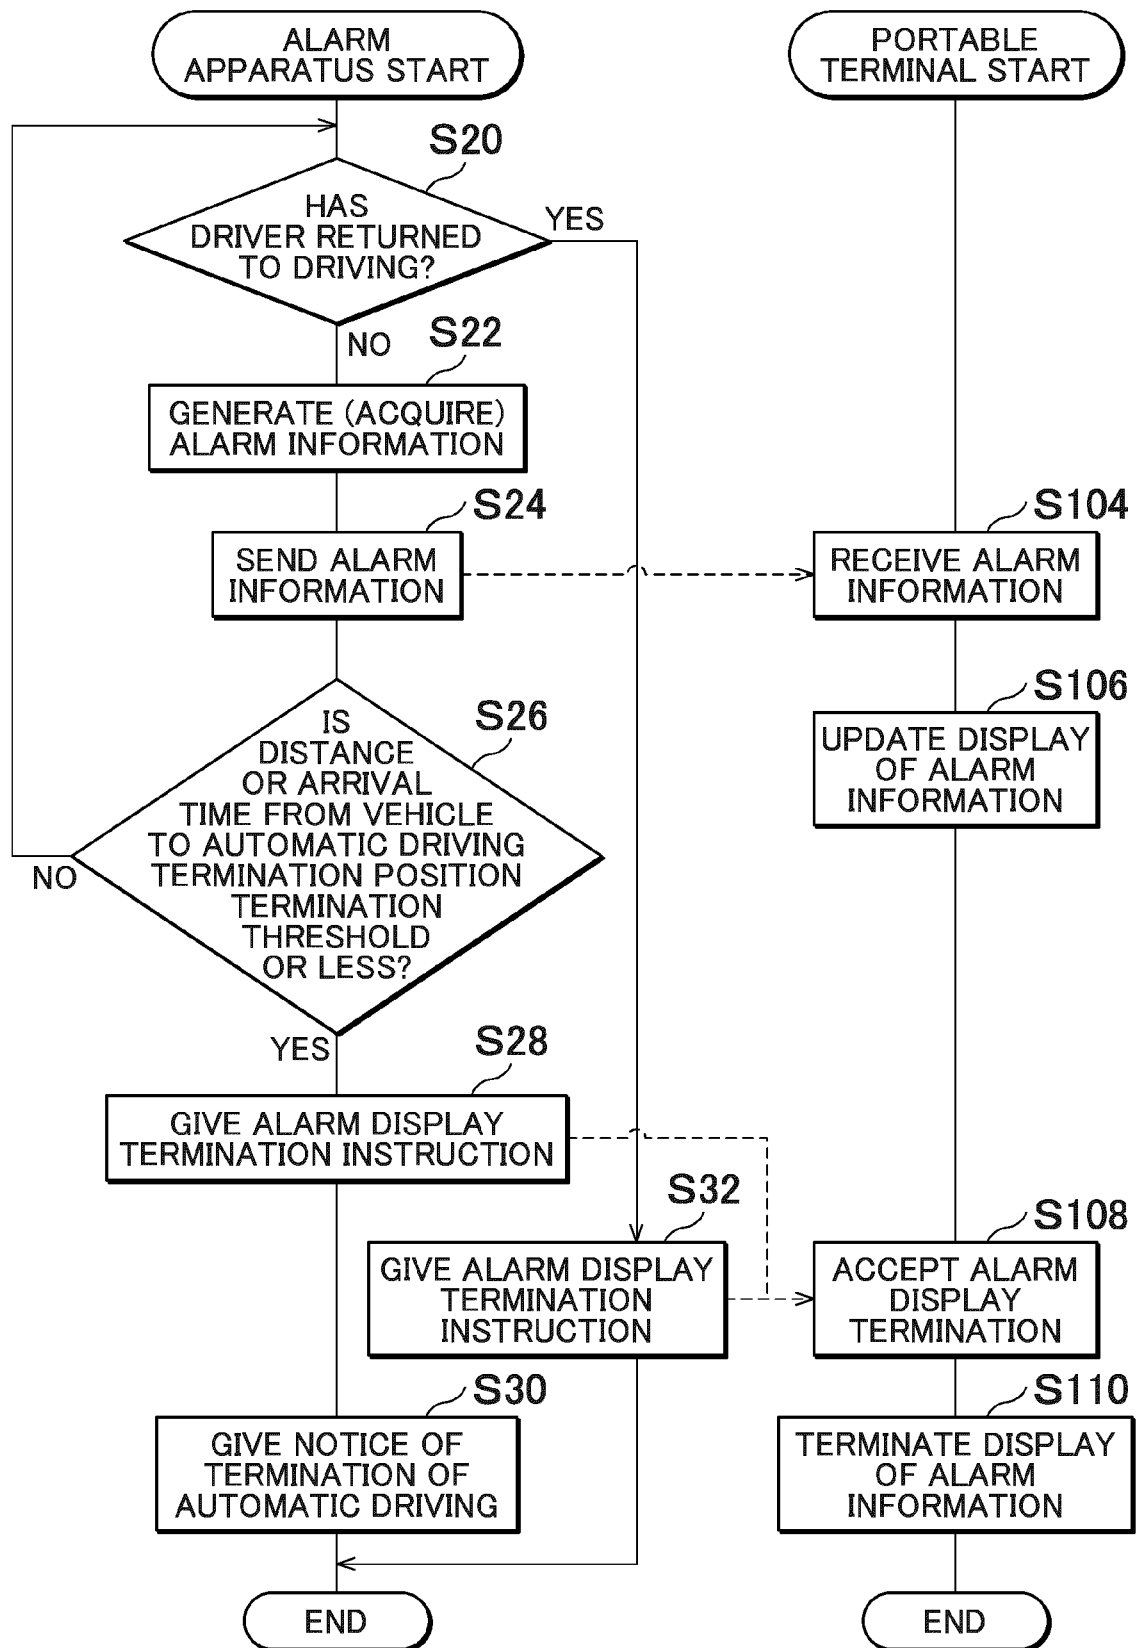 ALARM
APPARATUS START
S20
HAS
DRIVER RETURNED
TO DRIVING?
YES
NO
S22
GENERATE (ACQUIRE)
ALARM INFORMATION
S24
SEND ALARM
INFORMATION
S26
IS
DISTANCE
OR ARRIVAL
TIME FROM VEHICLE
TO AUTOMATIC DRIVING
TERMINATION POSITION
TERMINATION
THRESHOLD
OR LESS?
NO
YES
S28
GIVE ALARM DISPLAY
TERMINATION INSTRUCTION
S32
GIVE ALARM DISPLAY
TERMINATION
INSTRUCTION
S30
GIVE NOTICE OF
TERMINATION OF
AUTOMATIC DRIVING
END
PORTABLE
TERMINAL START
S104
RECEIVE ALARM
INFORMATION
S106
UPDATE DISPLAY
OF ALARM
INFORMATION
S108
ACCEPT ALARM
DISPLAY
TERMINATION
S110
TERMINATE DISPLAY
OF ALARM
INFORMATION
END